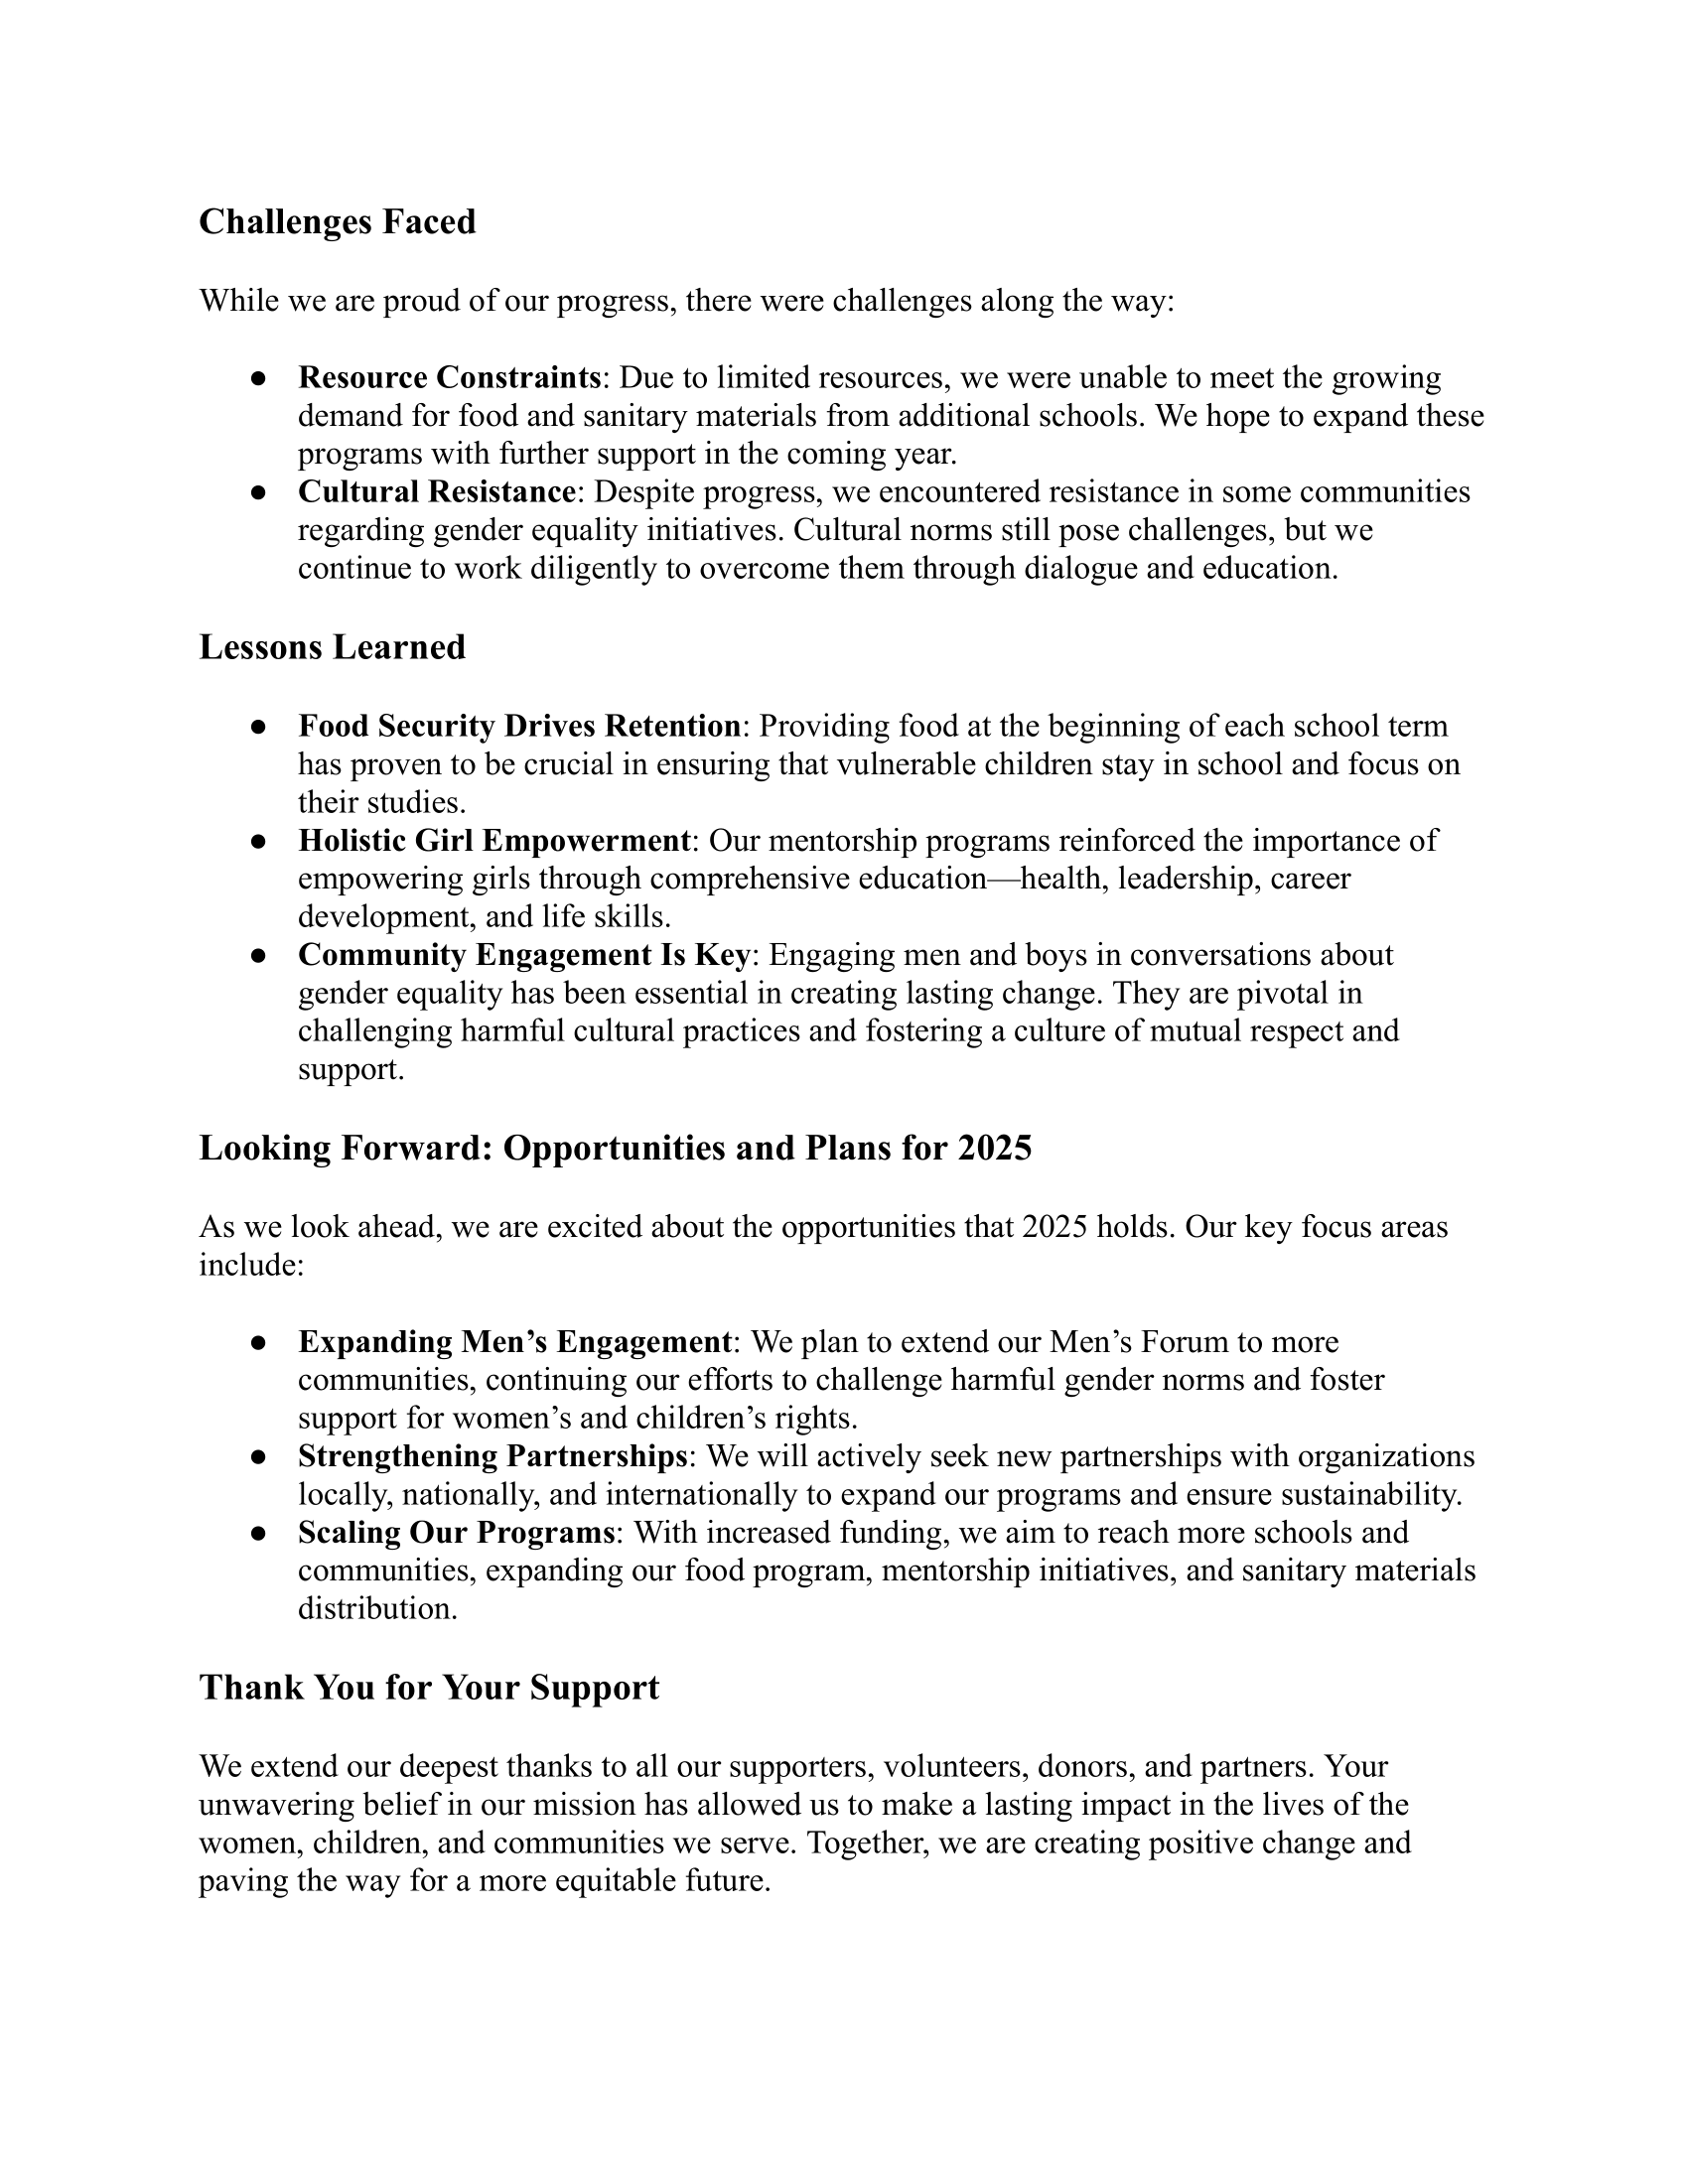 Challenges Faced
While we are proud of our progress, there were challenges along the way:
● Resource Constraints: Due to limited resources, we were unable to meet the growing
demand for food and sanitary materials from additional schools. We hope to expand these
programs with further support in the coming year.
● Cultural Resistance: Despite progress, we encountered resistance in some communities
regarding gender equality initiatives. Cultural norms still pose challenges, but we
continue to work diligently to overcome them through dialogue and education.
Lessons Learned
● Food Security Drives Retention: Providing food at the beginning of each school term
has proven to be crucial in ensuring that vulnerable children stay in school and focus on
their studies.
● Holistic Girl Empowerment: Our mentorship programs reinforced the importance of
empowering girls through comprehensive education—health, leadership, career
development, and life skills.
● Community Engagement Is Key: Engaging men and boys in conversations about
gender equality has been essential in creating lasting change. They are pivotal in
challenging harmful cultural practices and fostering a culture of mutual respect and
support.
Looking Forward: Opportunities and Plans for 2025
As we look ahead, we are excited about the opportunities that 2025 holds. Our key focus areas
include:
● Expanding Men’s Engagement: We plan to extend our Men’s Forum to more
communities, continuing our efforts to challenge harmful gender norms and foster
support for women’s and children’s rights.
● Strengthening Partnerships: We will actively seek new partnerships with organizations
locally, nationally, and internationally to expand our programs and ensure sustainability.
● Scaling Our Programs: With increased funding, we aim to reach more schools and
communities, expanding our food program, mentorship initiatives, and sanitary materials
distribution.
Thank You for Your Support
We extend our deepest thanks to all our supporters, volunteers, donors, and partners. Your
unwavering belief in our mission has allowed us to make a lasting impact in the lives of the
women, children, and communities we serve. Together, we are creating positive change and
paving the way for a more equitable future.